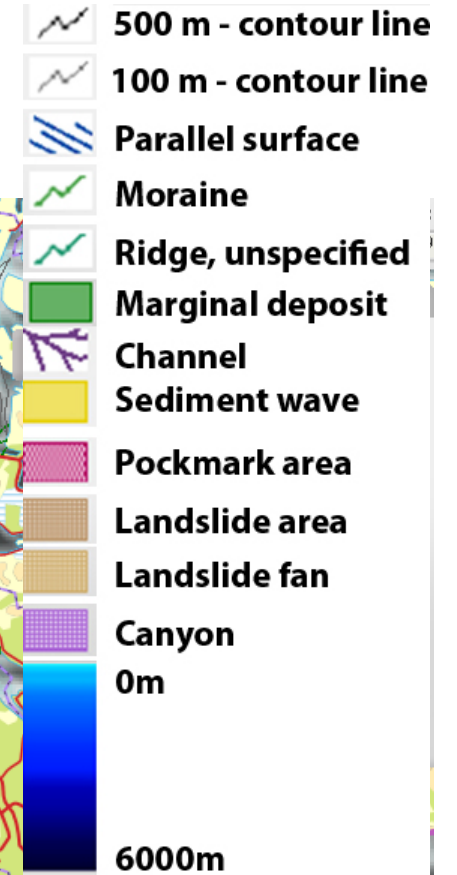 500 m - contour line
100 m - contour line
Parallel surface
Moraine
Ridge, unspecified
Marginal deposit
Channel
Sediment wave
Pockmark area
Landslide area
Landslide fan
Canyon
0m
6000m